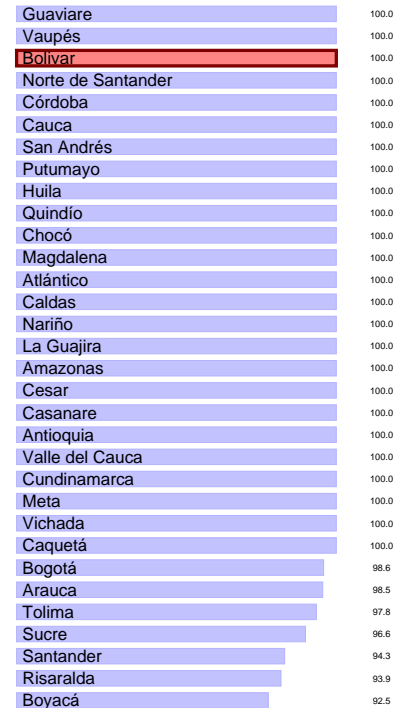 Guaviare 100.0
Vaupés 100.0
Bolívar 100.0
Norte de Santander 100.0
Córdoba 100.0
Cauca 100.0
San Andrés 100.0
Putumayo 100.0
Huila 100.0
Quindío 100.0
Chocó 100.0
Magdalena 100.0
Atlántico 100.0
Caldas 100.0
Nariño 100.0
La Guajira 100.0
Amazonas 100.0
Cesar 100.0
Casanare 100.0
Antioquia 100.0
Valle del Cauca 100.0
Cundinamarca 100.0
Meta 100.0
Vichada 100.0
Caquetá 100.0
Bogotá 98.6
Arauca 98.5
Tolima 97.8
Sucre 96.6
Santander 94.3
Risaralda 93.9
Boyacá 92.5